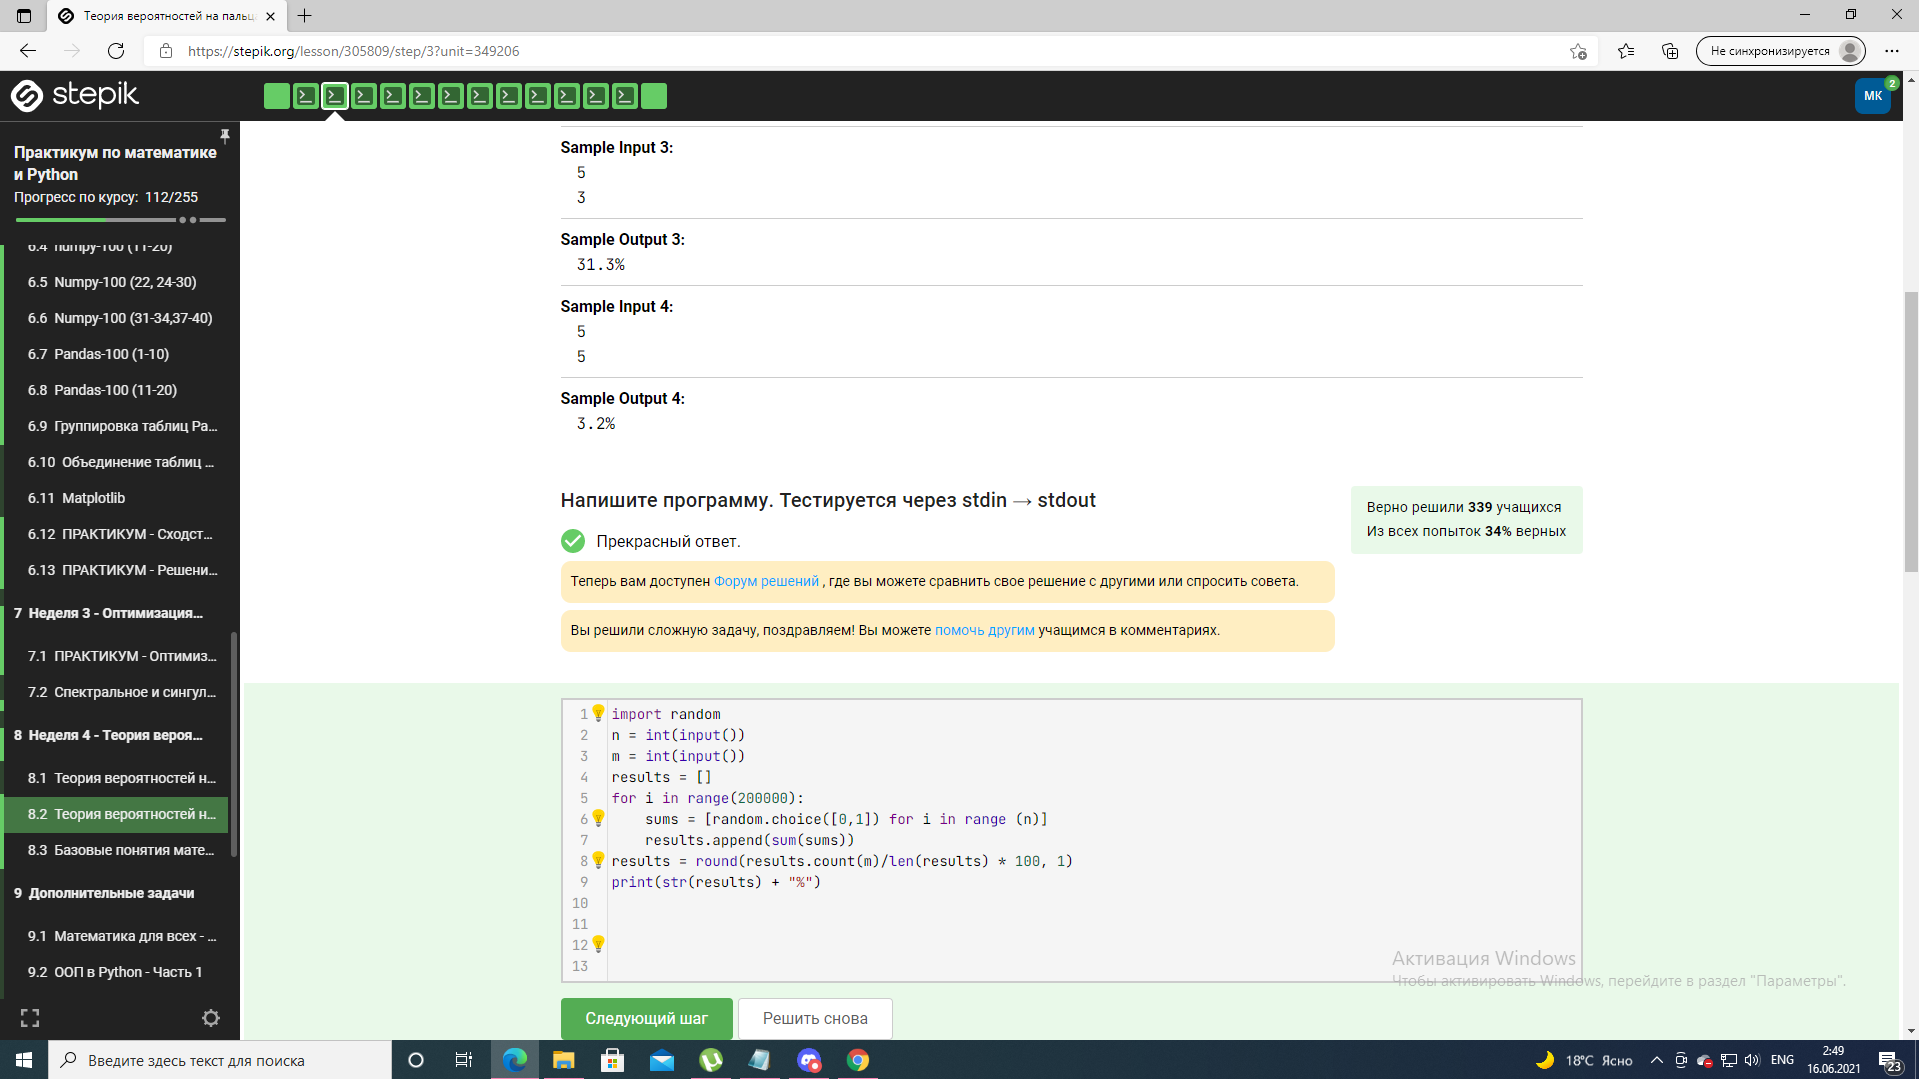 Теория вероятностей на пальца
https://stepik.org/lesson/305809/step/3?unit=349206
Не синхронизируется
stepik
МК
2
Практикум по математике
и Python
Прогресс по курсу: 112/255
6.4 numpy-100 (11-20)
6.5 Numpy-100 (22, 24-30)
6.6 Numpy-100 (31-34,37-40)
6.7 Pandas-100 (1-10)
6.8 Pandas-100 (11-20)
6.9 Группировка таблиц Pa...
6.10 Объединение таблиц ...
6.11 Matplotlib
6.12 ПРАКТИКУМ - Сходст...
6.13 ПРАКТИКУМ - Решени...
7 Неделя 3 - Оптимизация...
7.1 ПРАКТИКУМ - Оптимиз...
7.2 Спектральное и сингул...
8 Неделя 4 - Теория вероя...
8.1 Теория вероятностей н...
8.2 Теория вероятностей н...
8.3 Базовые понятия мате...
9 Дополнительные задачи
9.1 Математика для всех - ...
9.2 ООП в Python - Часть 1
Sample Input 3:
5
3
Sample Output 3:
31.3%
Sample Input 4:
5
5
Sample Output 4:
3.2%
Напишите программу. Тестируется через stdin → stdout
Верно решили 339 учащихся
Из всех попыток 34% верных
Прекрасный ответ.
Теперь вам доступен Форум решений , где вы можете сравнить свое решение с другими или спросить совета.
Вы решили сложную задачу, поздравляем! Вы можете помочь другим учащимся в комментариях.
1 import random
2 n = int(input())
3 m = int(input())
4 results = []
5 for i in range(200000):
6 sums = [random.choice([0,1]) for i in range (n)]
7 results.append(sum(sums))
8 results = round(results.count(m)/len(results) * 100, 1)
9 print(str(results) + "%")
10
11
12
13
Активация Windows
Чтобы активировать Windows, перейдите в раздел "Параметры".
Следующий шаг
Решить снова
Введите здесь текст для поиска
18°C Ясно
ENG
2:49
16.06.2021
23